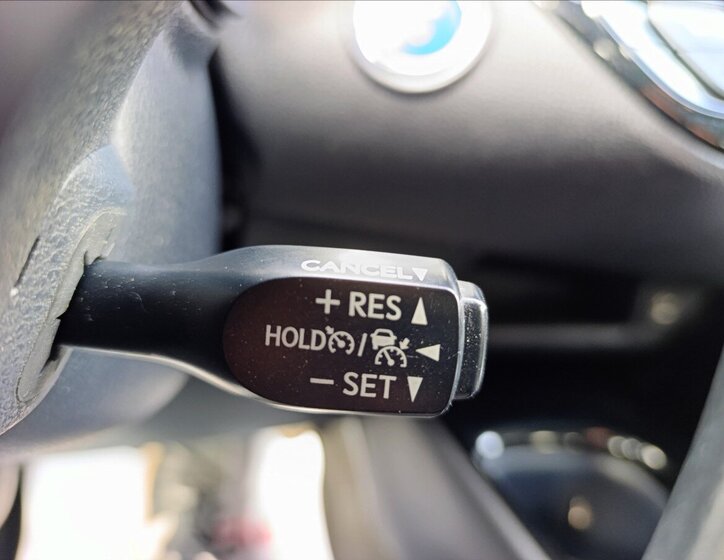 CANCEL
+ RES
HOLD /
− SET